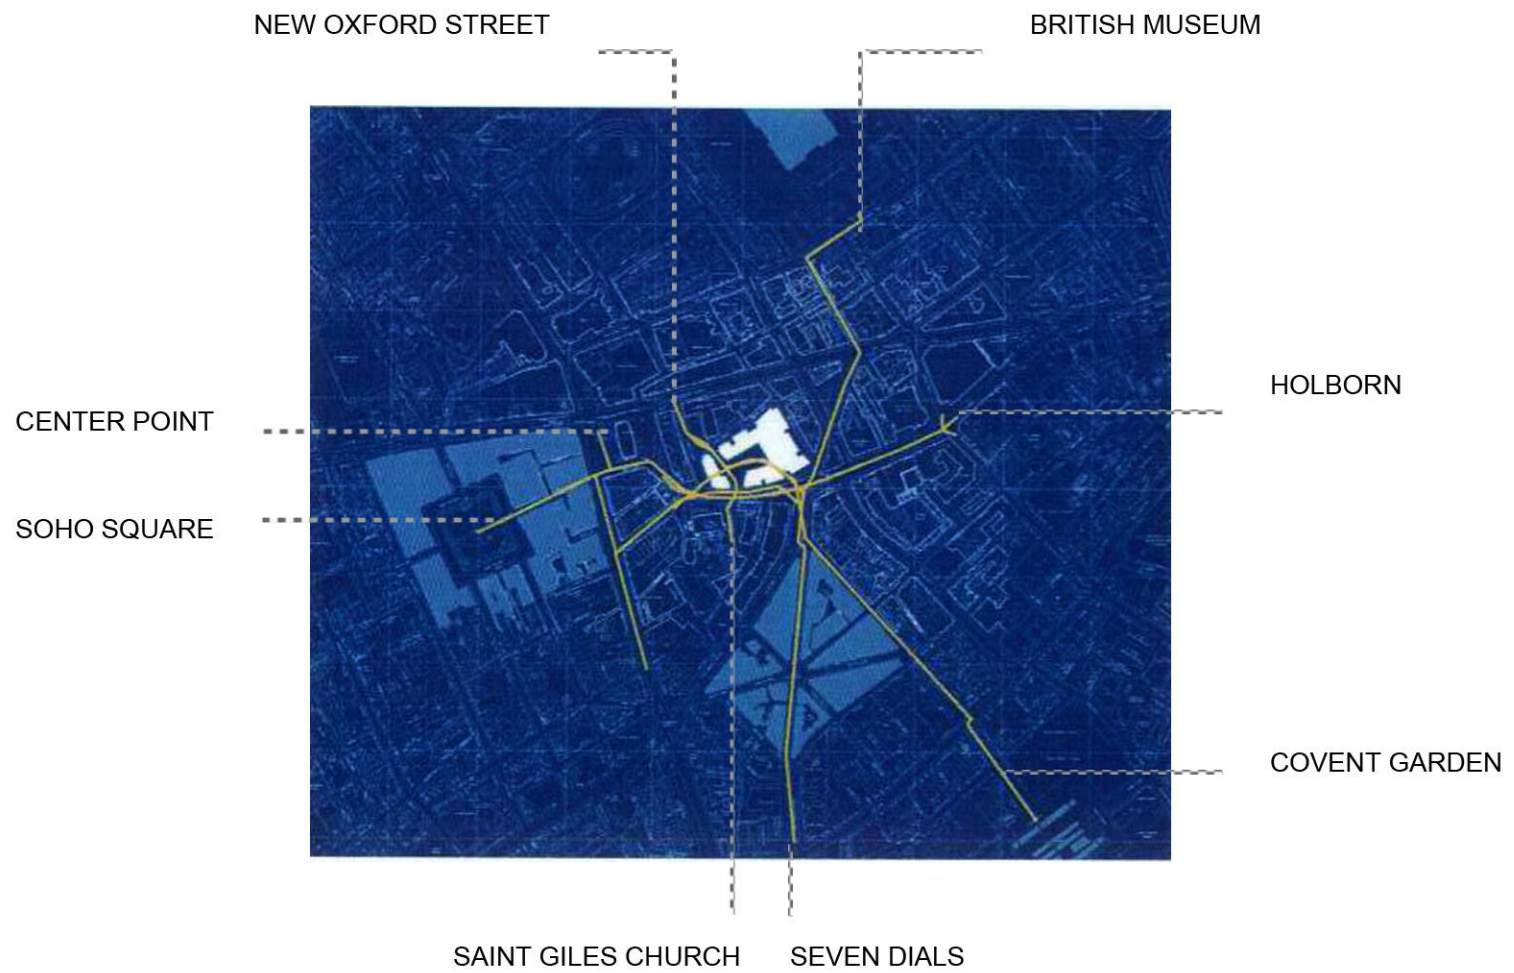 NEW OXFORD STREET
BRITISH MUSEUM
HOLBORN
CENTER POINT
SOHO SQUARE
COVENT GARDEN
SAINT GILES CHURCH
SEVEN DIALS